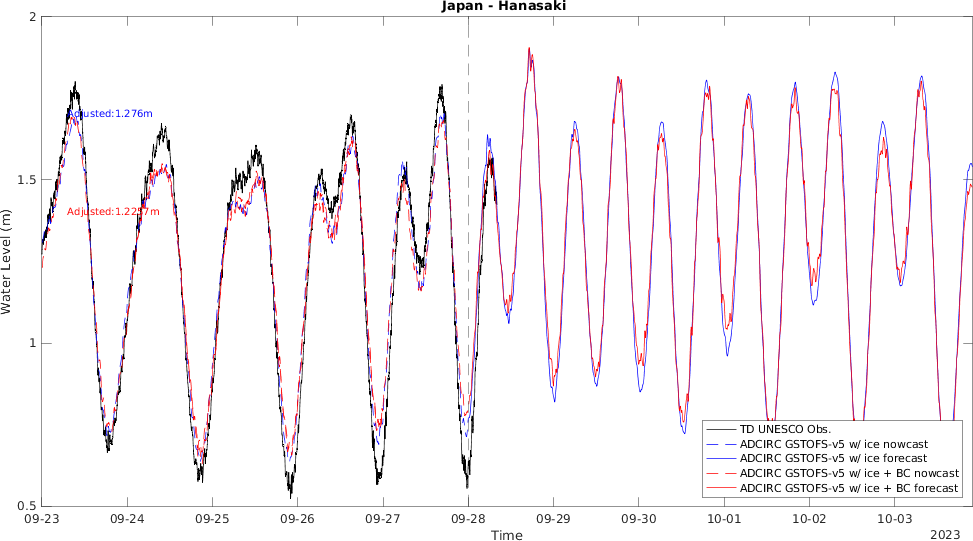 Japan - Hanasaki
2
1.5
1
0.5
Water Level (m)
Adjusted:1.276m
Adjusted:1.2257m
TD UNESCO Obs.
ADCIRC GSTOFS-v5 w/ ice nowcast
ADCIRC GSTOFS-v5 w/ ice forecast
ADCIRC GSTOFS-v5 w/ ice + BC nowcast
ADCIRC GSTOFS-v5 w/ ice + BC forecast
09-23 09-24 09-25 09-26 09-27 09-28 09-29 09-30 10-01 10-02 10-03
Time
2023